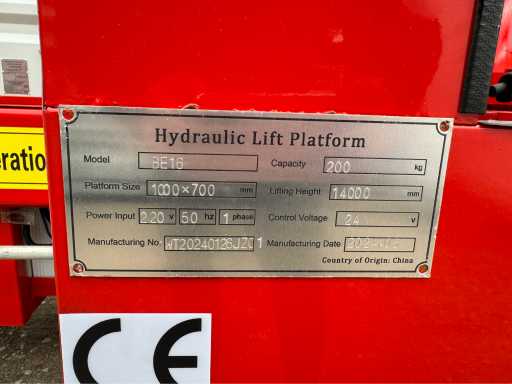 Hydraulic Lift Platform
Model BE16 Capacity 200 kg
Platform Size 1000×700 mm Lifting Height 14000 mm
Power Input 220 v 50 hz 1 phase Control Voltage 24 v
Manufacturing No. WT20240126JZ01 Manufacturing Date
Country of Origin: China
eratio
CE